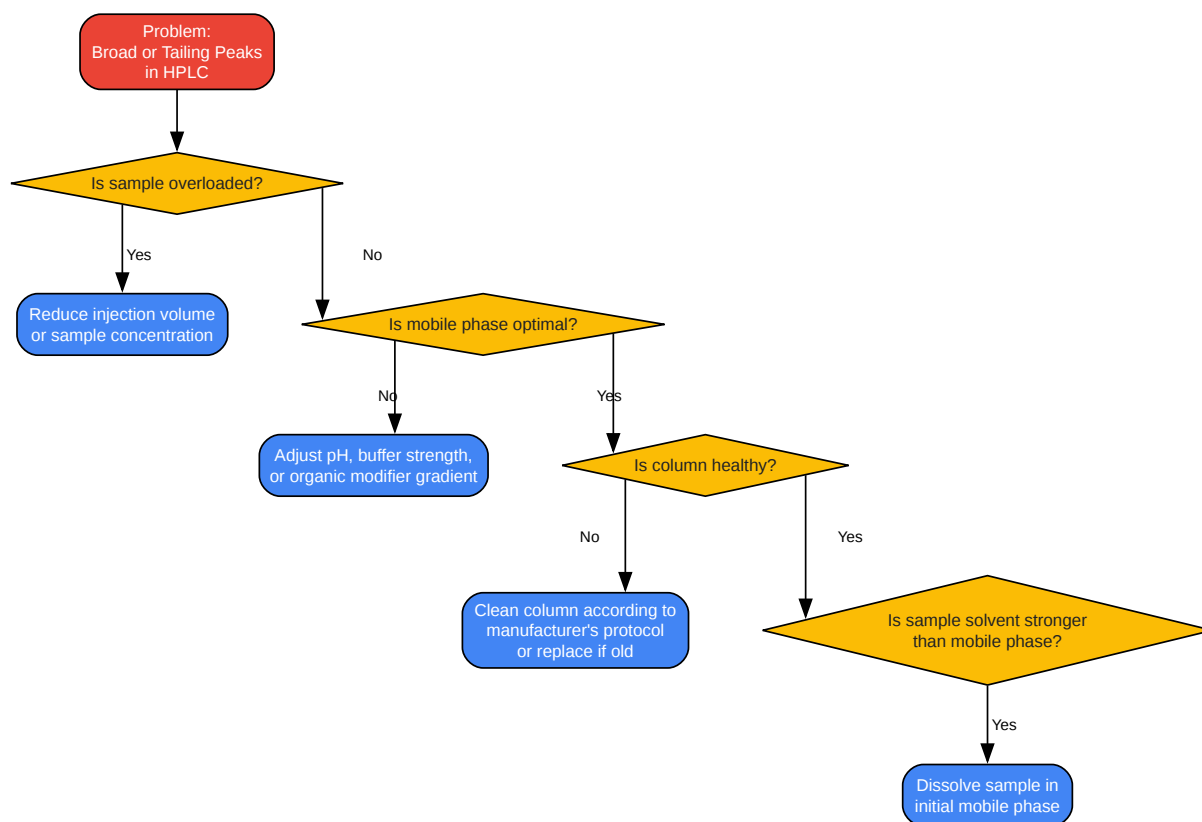 Problem:
Broad or Tailing Peaks
in HPLC
Is sample overloaded?
Yes
No
Reduce injection volume
or sample concentration
Is mobile phase optimal?
No
Yes
Adjust pH, buffer strength,
or organic modifier gradient
Is column healthy?
No
Yes
Clean column according to
manufacturer's protocol
or replace if old
Is sample solvent stronger
than mobile phase?
Yes
Dissolve sample in
initial mobile phase